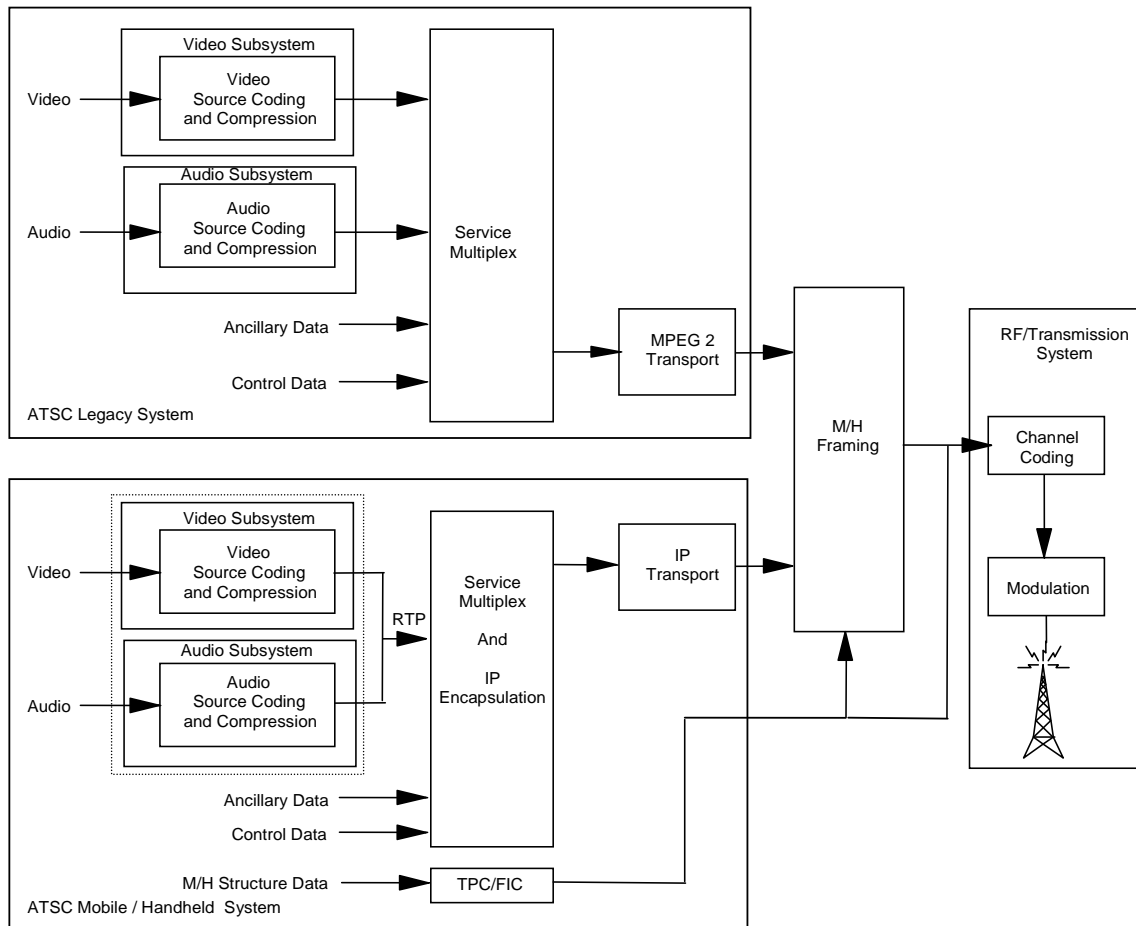 Video Subsystem
Video
Source Coding
and Compression
Video
Audio Subsystem
Audio
Source Coding
and Compression
Audio
Service
Multiplex
Ancillary Data
Control Data
MPEG 2
Transport
ATSC Legacy System
M/H
Framing
RF/Transmission
System
Channel
Coding
Modulation
Video Subsystem
Video
Source Coding
and Compression
Video
Audio Subsystem
Audio
Source Coding
and Compression
Audio
RTP
Service
Multiplex
And
IP
Encapsulation
IP
Transport
Ancillary Data
Control Data
M/H Structure Data
TPC/FIC
ATSC Mobile / Handheld System